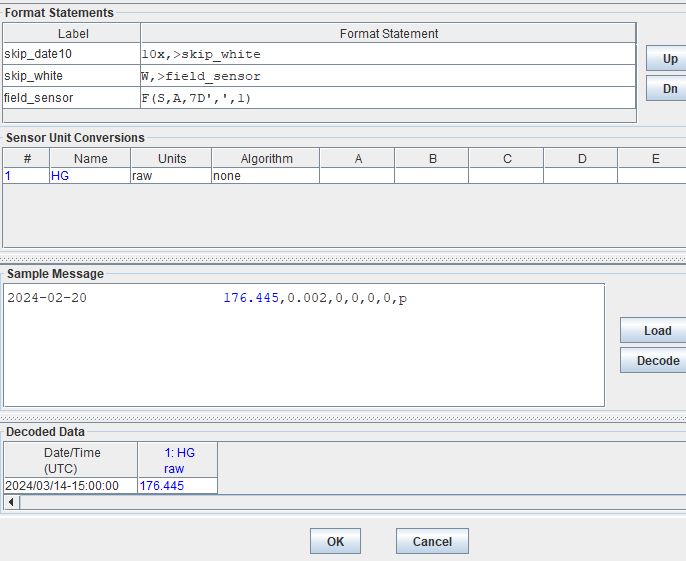 Format Statements
Label Format Statement
skip_date10 10x,>skip_white
Up
skip_white W,>field_sensor
Dn
field_sensor F(S,A,7D',',1)
Sensor Unit Conversions
# Name Units Algorithm A B C D E
1 HG raw none
Sample Message
2024-02-20 176.445,0.002,0,0,0,0,p
Load
Decode
Decoded Data
Date/Time 1: HG
(UTC) raw
2024/03/14-15:00:00 176.445
OK Cancel